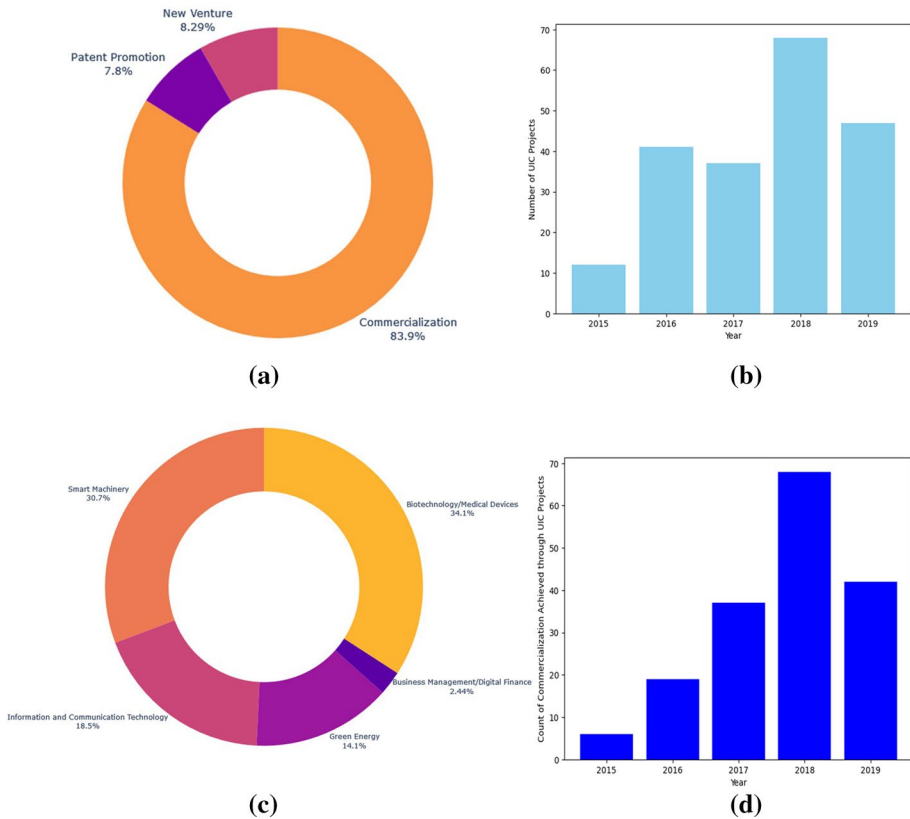 New Venture
8.29%
Patent Promotion
7.8%
Commercialization
83.9%
(a)
Number of UIC Projects
70
60
50
40
30
20
10
0
2015 2016 2017 2018 2019
Year
(b)
Smart Machinery
30.7%
Biotechnology/Medical Devices
34.1%
Business Management/Digital Finance
2.44%
Information and Communication Technology
18.5%
Green Energy
14.1%
(c)
Count of Commercialization Achieved through UIC Projects
70
60
50
40
30
20
10
0
2015 2016 2017 2018 2019
Year
(d)